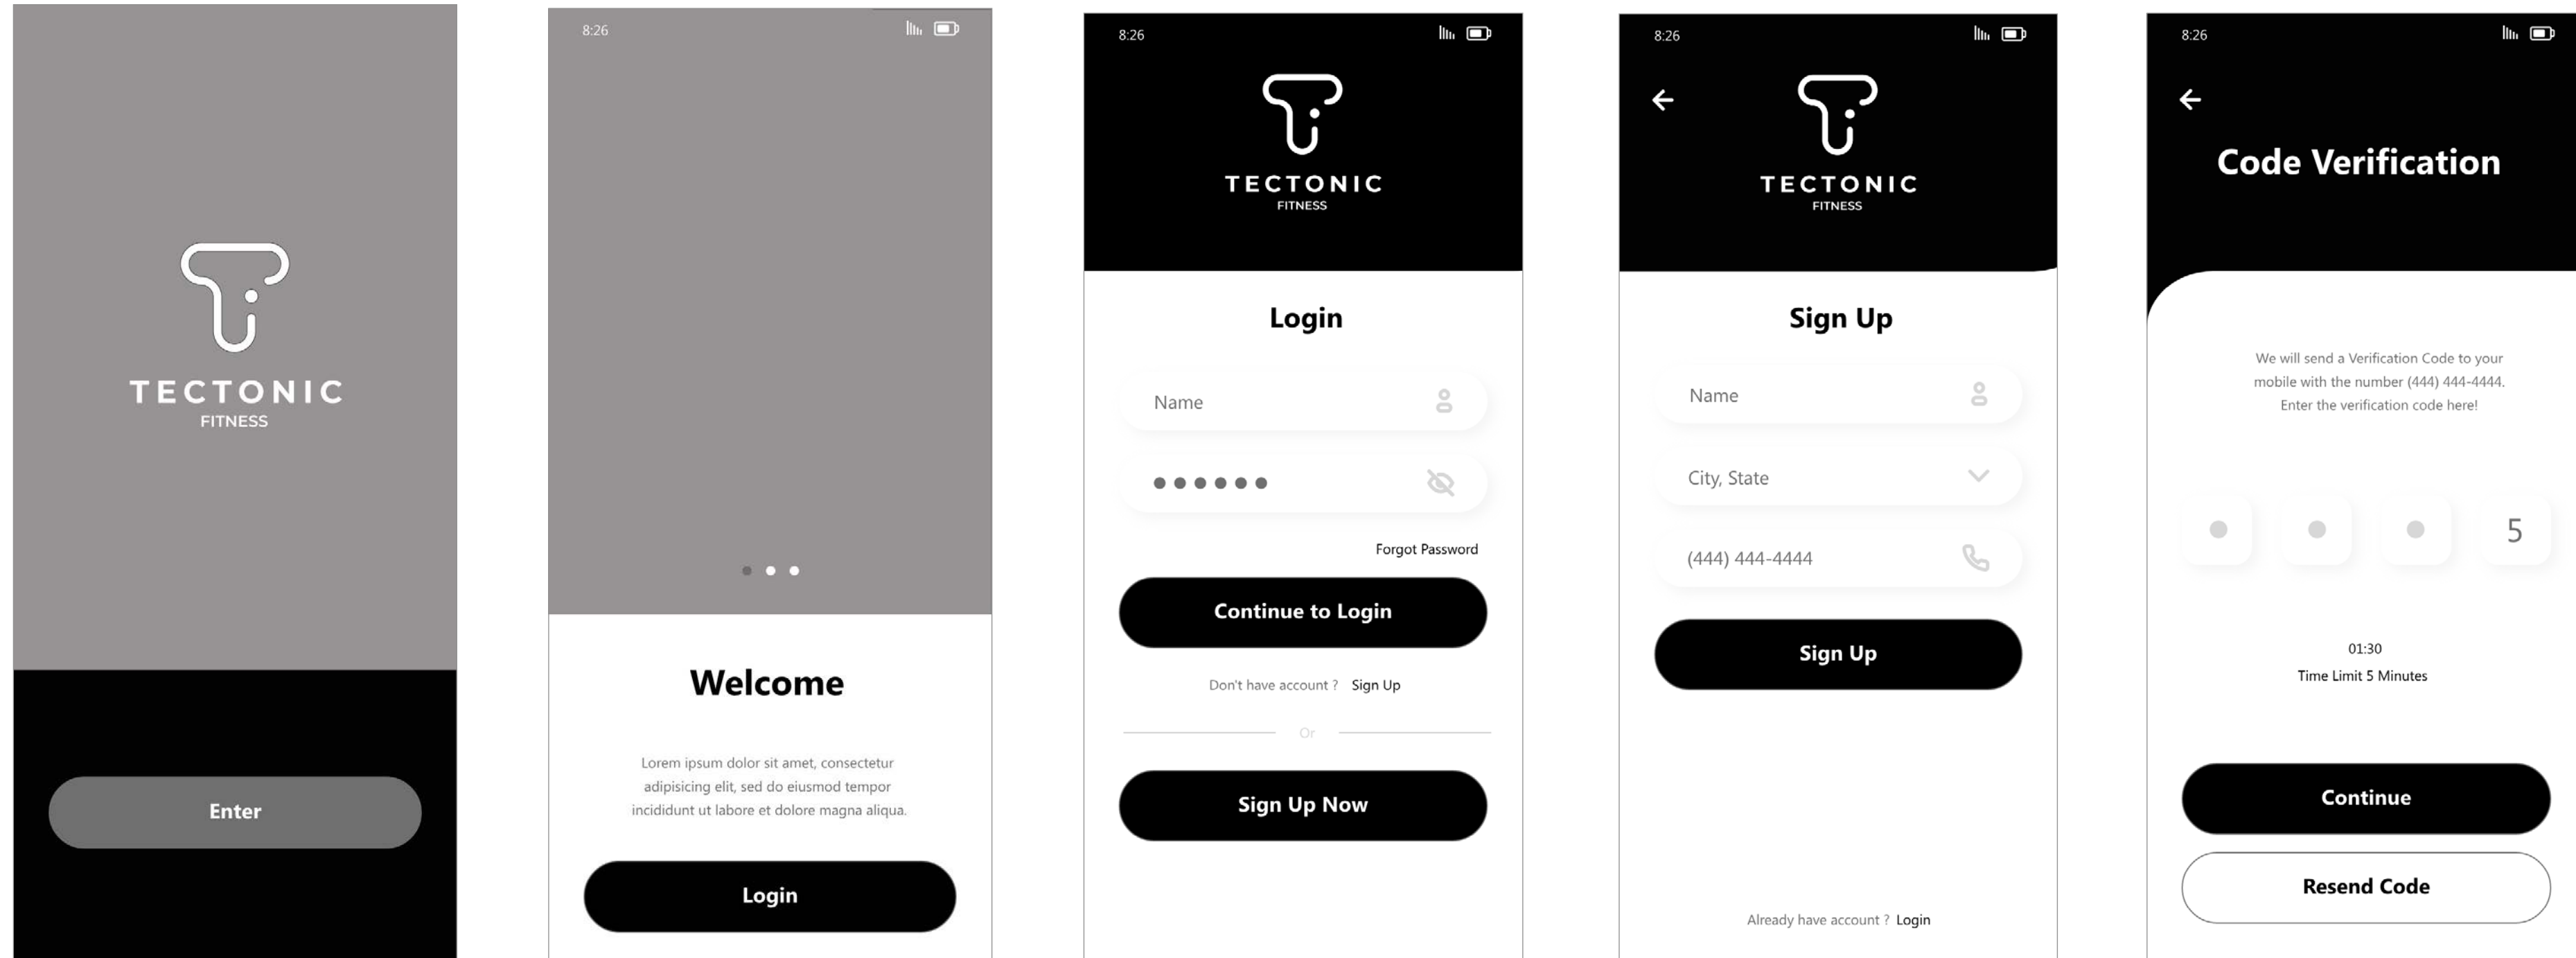 TECTONIC
FITNESS
Enter
8:26
Welcome
Lorem ipsum dolor sit amet, consectetur
adipisicing elit, sed do eiusmod tempor
incididunt ut labore et dolore magna aliqua.
Login
8:26
TECTONIC
FITNESS
Login
Name
Forgot Password
Continue to Login
Don't have account ? Sign Up
Or
Sign Up Now
8:26
TECTONIC
FITNESS
Sign Up
Name
City, State
(444) 444-4444
Sign Up
Already have account ? Login
8:26
Code Verification
We will send a Verification Code to your
mobile with the number (444) 444-4444.
Enter the verification code here!
5
01:30
Time Limit 5 Minutes
Continue
Resend Code